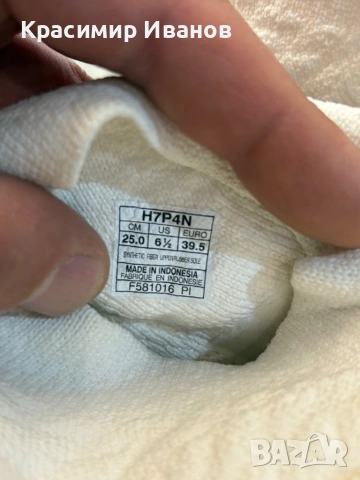 Красимир Иванов
H7P4N
CM US EURO
25.0 6½ 39.5
SYNTHETIC FIBER UPPER/RUBBER SOLE
MADE IN INDONESIA
FABRIQUE EN INDONESIE
F581016 PI
BAZAR